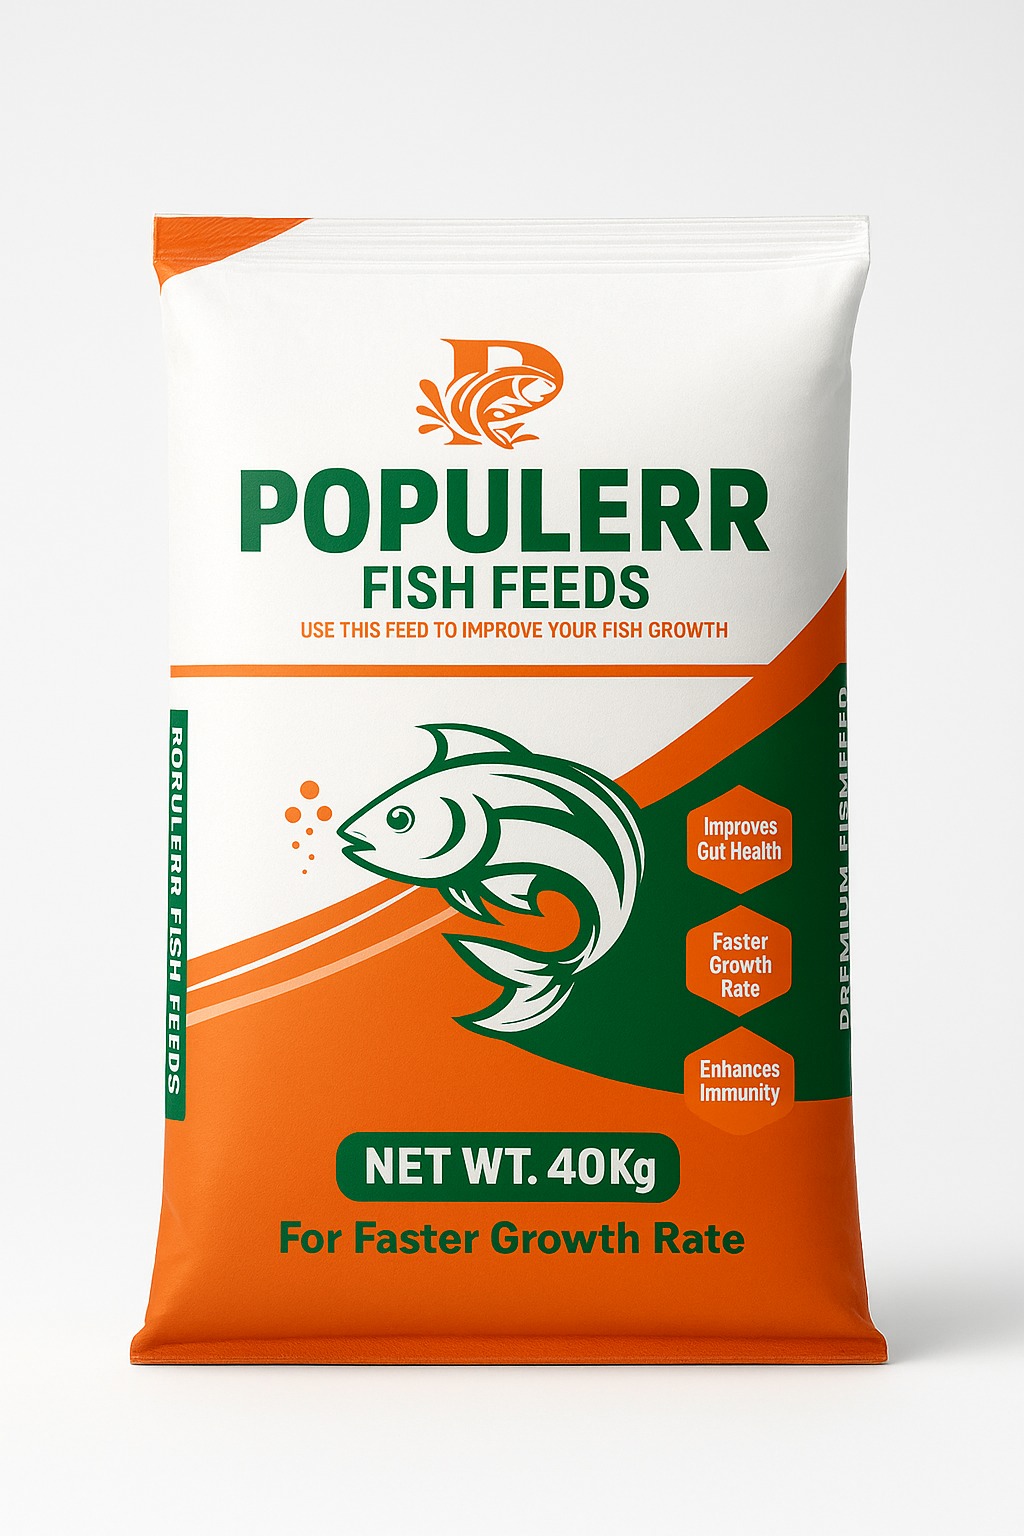 POPULERR
FISH FEEDS
USE THIS FEED TO IMPROVE YOUR FISH GROWTH
RORULERR FISH FEEDS
PREMIUM FISMFEED
Improves
Gut Health
Faster
Growth
Rate
Enhances
Immunity
NET WT. 40Kg
For Faster Growth Rate